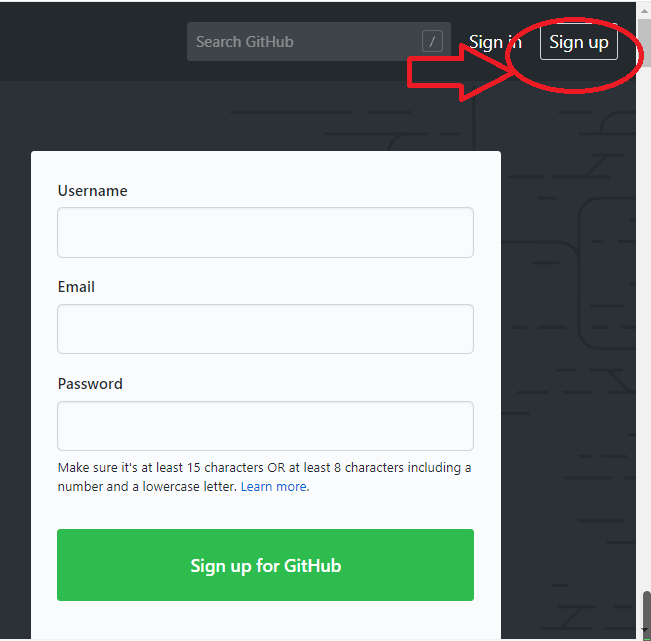 Search GitHub / Sign in Sign up
Username
Email
Password
Make sure it's at least 15 characters OR at least 8 characters including a
number and a lowercase letter. Learn more.
Sign up for GitHub